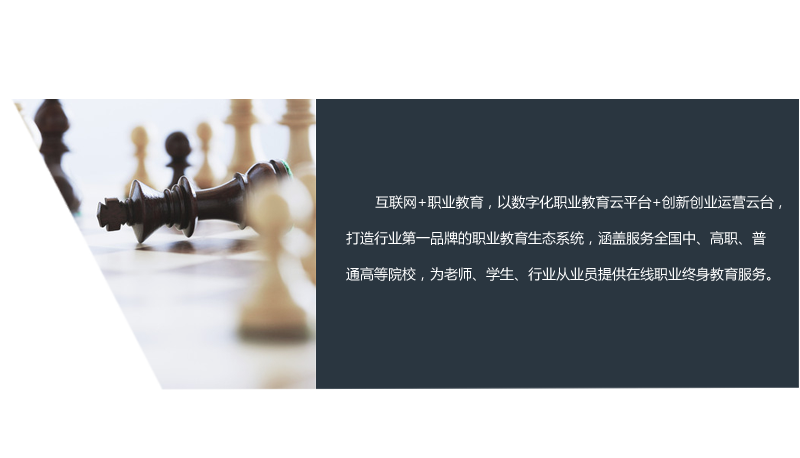 互联网+职业教育，以数字化职业教育云平台+创新创业运营云台，
打造行业第一品牌的职业教育生态系统，涵盖服务全国中、高职、普
通高等院校，为老师、学生、行业从业员提供在线职业终身教育服务。